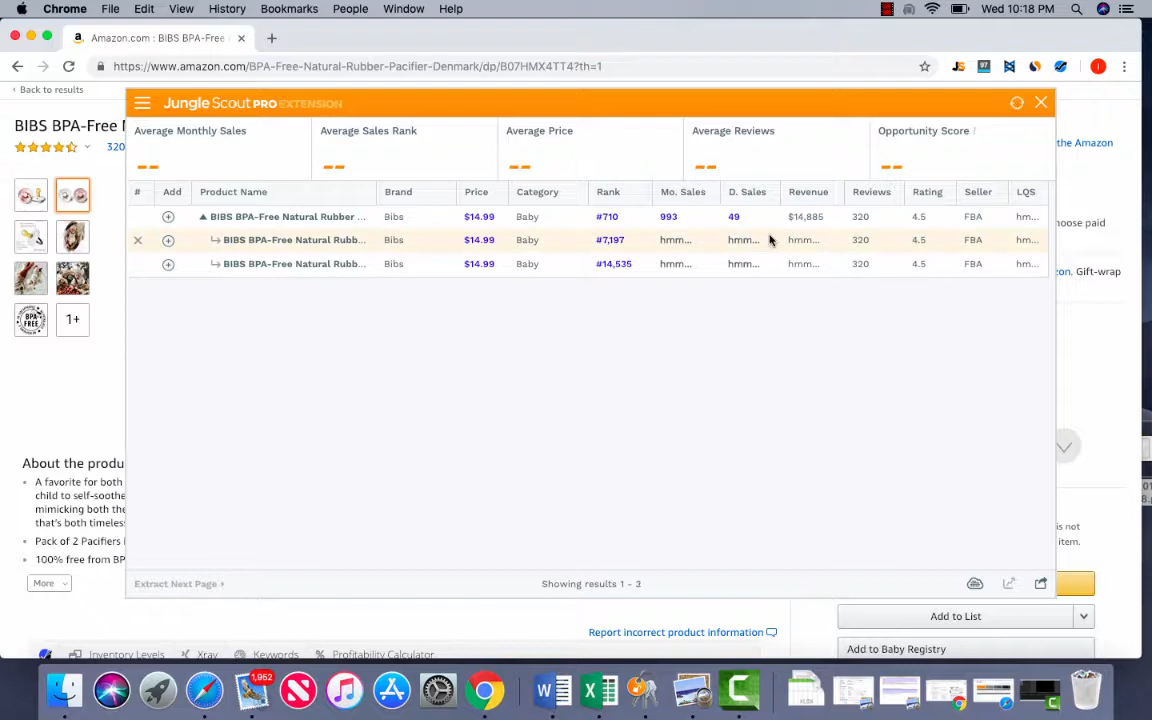 Chrome File Edit View History Bookmarks People Window Help Wed 10:18 PM
Amazon.com : BIBS BPA-Free
https://www.amazon.com/BPA-Free-Natural-Rubber-Pacifier-Denmark/dp/B07HMX4TT4?th=1
Back to results
BIBS BPA-Free
320
Jungle Scout PRO EXTENSION
Average Monthly Sales Average Sales Rank Average Price Average Reviews Opportunity Score
-- -- -- -- --
# Add Product Name Brand Price Category Rank Mo. Sales D. Sales Revenue Reviews Rating Seller LQS
BIBS BPA-Free Natural Rubber ... Bibs $14.99 Baby #710 993 49 $14,885 320 4.5 FBA hm...
BIBS BPA-Free Natural Rubb... Bibs $14.99 Baby #7,197 hmm... hmm... hmm... 320 4.5 FBA hm...
BIBS BPA-Free Natural Rubb... Bibs $14.99 Baby #14,535 hmm... hmm... hmm... 320 4.5 FBA hm...
the Amazon
hoose paid
Gift-wrap
BPA FREE
1+
About the produ
A favorite for both
child to self-soothe
mimicking both the
that's both timeles
Pack of 2 Pacifiers
100% free from BP
More
is not
item.
Extract Next Page
Showing results 1 - 3
Add to List
Report incorrect product information
Add to Baby Registry
Inventory Levels Xray Keywords Profitability Calculator
1,952
XLSX